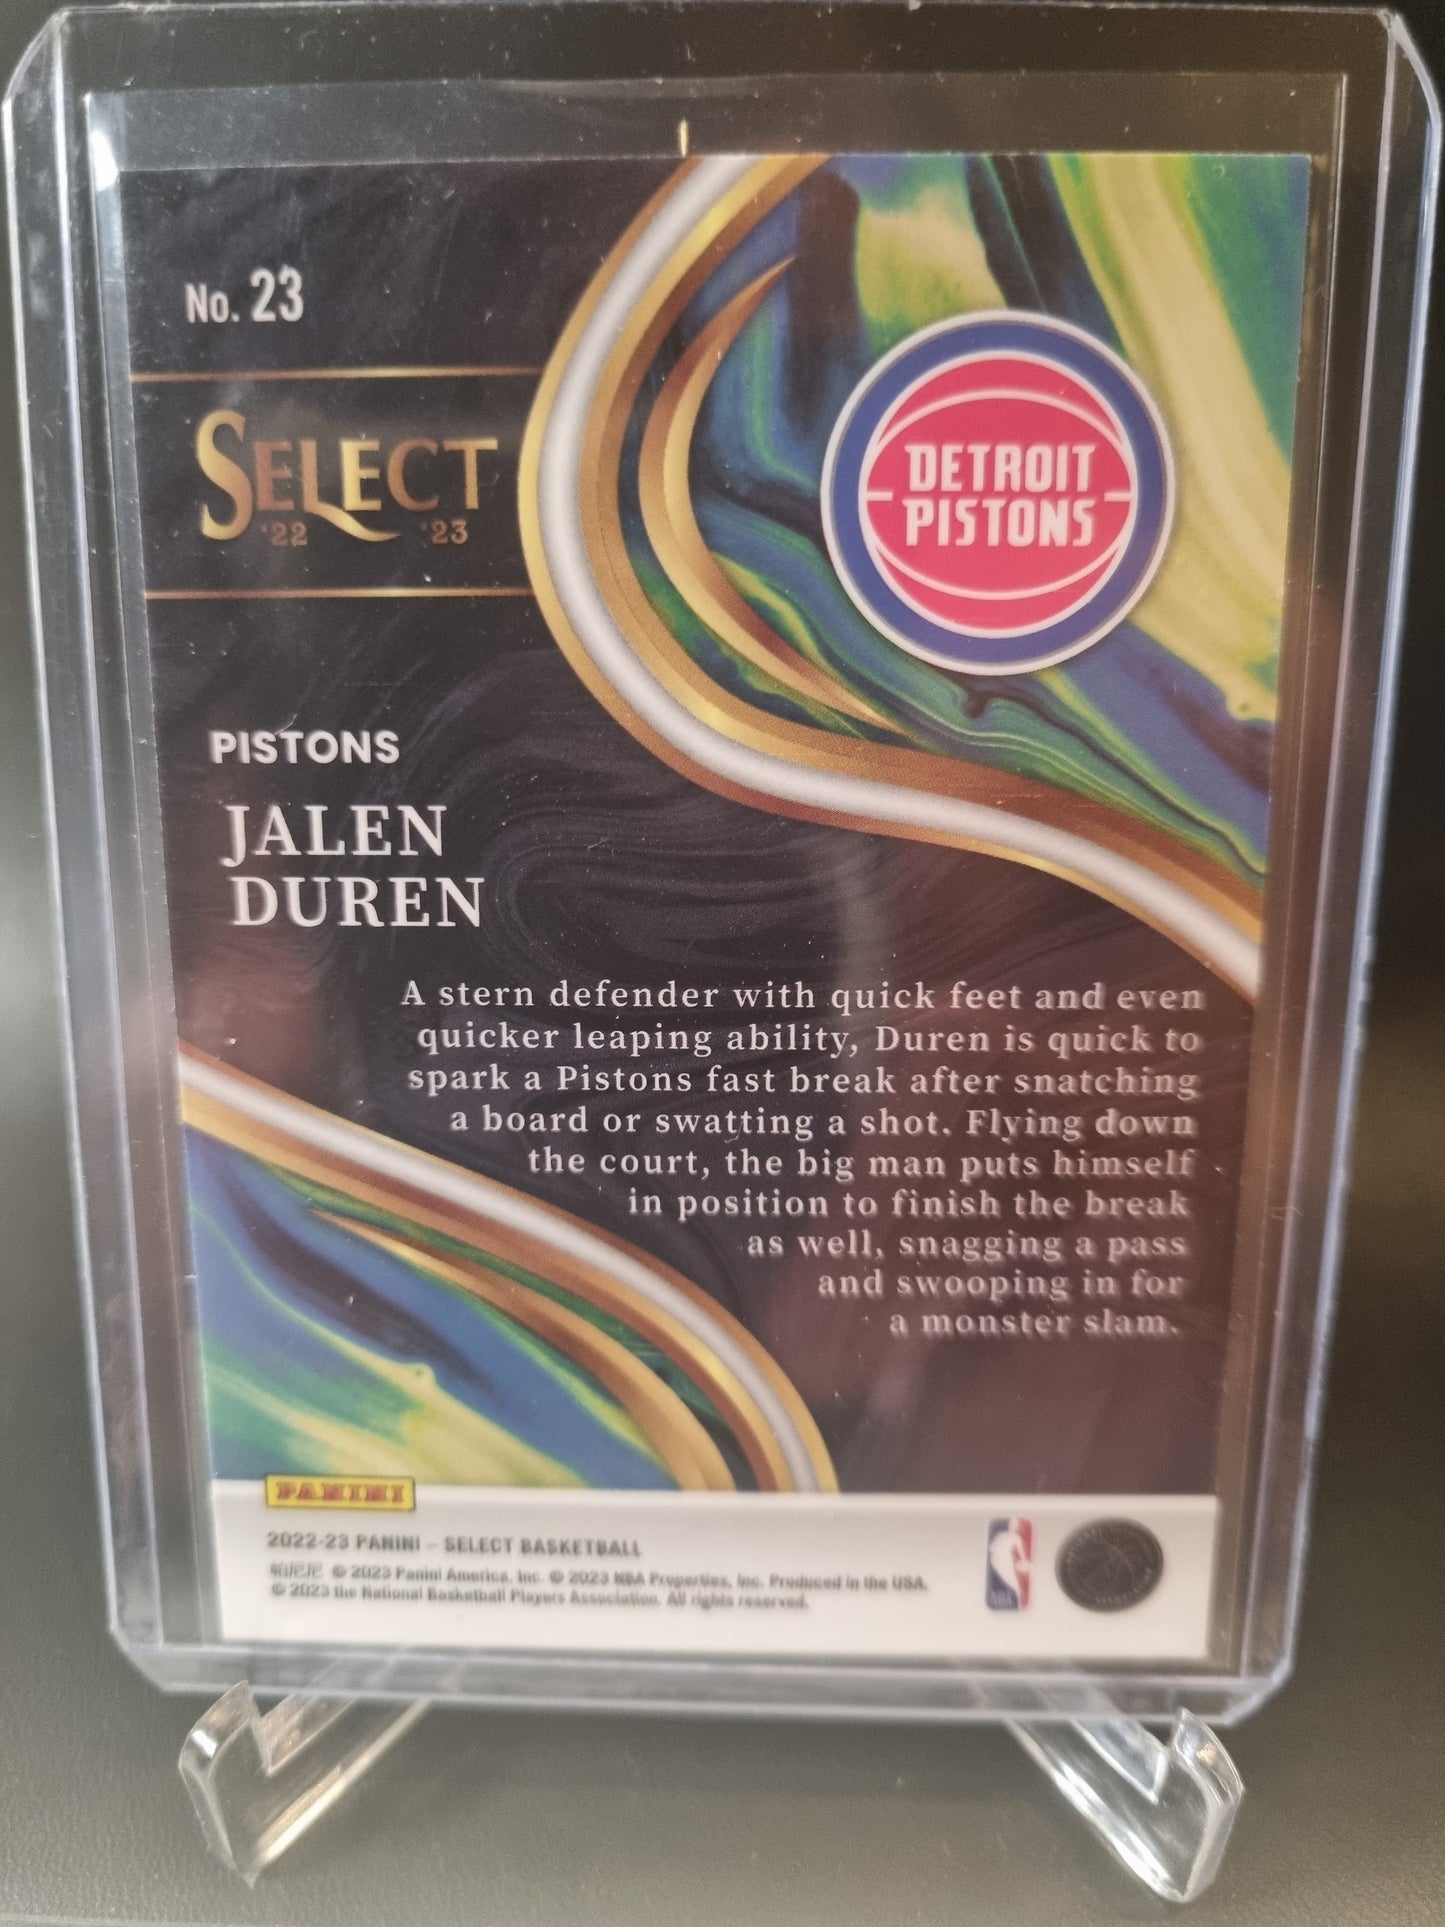 No. 23
SELECT
'22 '23
DETROIT
PISTONS
PISTONS
JALEN
DUREN
A stern defender with quick feet and even
quicker leaping ability, Duren is quick to
spark a Pistons fast break after snatching
a board or swatting a shot. Flying down
the court, the big man puts himself
in position to finish the break
as well, snagging a pass
and swooping in for
a monster slam.
PANINI
2022-23 PANINI – SELECT BASKETBALL
© 2023 Panini America, Inc. © 2023 NBA Properties, Inc. Produced in the USA.
© 2023 the National Basketball Players Association. All rights reserved.
NBA